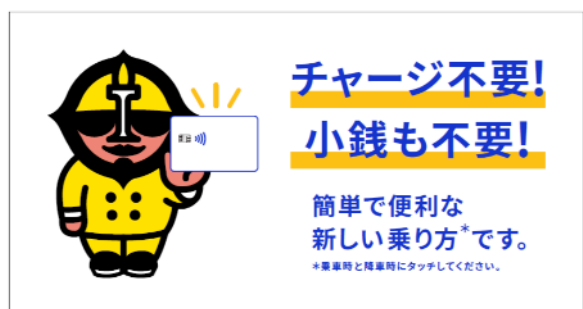 チャージ不要!
小銭も不要!
簡単で便利な
新しい乗り方*です。
*乗車時と降車時にタッチしてください。